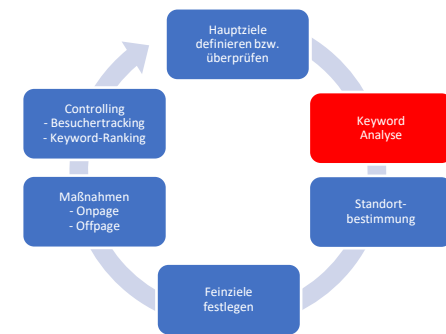 Hauptziele
definieren bzw.
überprüfen
Keyword
Analyse
Standort-
bestimmung
Feinziele
festlegen
Maßnahmen
- Onpage
- Offpage
Controlling
- Besuchertracking
- Keyword-Ranking